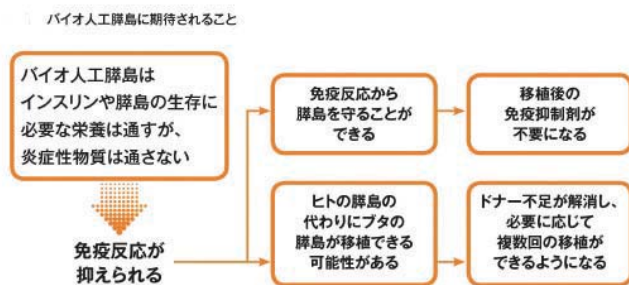 バイオ人工膵島に期待されること
バイオ人工膵島は
インスリンや膵島の生存に
必要な栄養は通すが、
炎症性物質は通さない
免疫反応が
抑えられる
免疫反応から
膵島を守ることが
できる
移植後の
免疫抑制剤が
不要になる
ヒトの膵島の
代わりにブタの
膵島が移植できる
可能性がある
ドナー不足が解消し、
必要に応じて
複数回の移植が
できるようになる